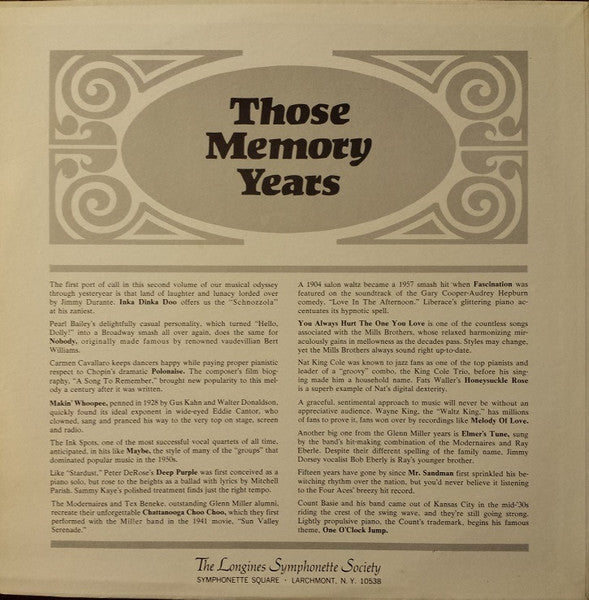 Those
Memory
Years
The first port of call in this second volume of our musical odyssey
through yesteryear is that land of laughter and lunacy lorded over
by Jimmy Durante. Inka Dinka Doo offers us the "Schnozzola"
at his zaniest.
Pearl Bailey's delightfully casual personality, which turned "Hello,
Dolly!" into a Broadway smash all over again, does the same for
Nobody, originally made famous by renowned vaudevillian Bert
Williams.
Carmen Cavallaro keeps dancers happy while paying proper pianistic
respect to Chopin's dramatic Polonaise. The composer's film biog-
raphy, "A Song To Remember," brought new popularity to this mel-
ody a century after it was written.
Makin' Whoopee, penned in 1928 by Gus Kahn and Walter Donaldson,
quickly found its ideal exponent in wide-eyed Eddie Cantor, who
clowned, sang and pranced his way to the very top on stage, screen
and radio.
The Ink Spots, one of the most successful vocal quartets of all time,
anticipated, in hits like Maybe, the style of many of the "groups" that
dominated popular music in the 1950s.
Like "Stardust," Peter DeRose's Deep Purple was first conceived as a
piano solo, but rose to the heights as a ballad with lyrics by Mitchell
Parish. Sammy Kaye's polished treatment finds just the right tempo.
The Modernaires and Tex Beneke, outstanding Glenn Miller alumni,
recreate their unforgettable Chattanooga Choo Choo, which they first
performed with the Miller band in the 1941 movie, "Sun Valley
Serenade."
A 1904 salon waltz became a 1957 smash hit when Fascination was
featured on the soundtrack of the Gary Cooper-Audrey Hepburn
comedy, "Love In The Afternoon." Liberace's glittering piano ac-
centuates its hypnotic spell.
You Always Hurt The One You Love is one of the countless songs
associated with the Mills Brothers, whose relaxed harmonizing mir-
aculously gains in mellowness as the decades pass. Styles may change,
yet the Mills Brothers always sound right up-to-date.
Nat King Cole was known to jazz fans as one of the top pianists and
leader of a "groovy" combo, the King Cole Trio, before his sing-
ing made him a household name. Fats Waller's Honeysuckle Rose
is a superb example of Nat's digital dexterity.
A graceful, sentimental approach to music will never be without an
appreciative audience. Wayne King, the "Waltz King," has millions
of fans to prove it, fans won over by recordings like Melody Of Love.
Another big one from the Glenn Miller years is Elmer's Tune, sung
by the band's hit-making combination of the Modernaires and Ray
Eberle. Despite their different spelling of the family name, Jimmy
Dorsey vocalist Bob Eberly is Ray's younger brother.
Fifteen years have gone by since Mr. Sandman first sprinkled his be-
witching rhythm over the nation, but you'd never believe it listening
to the Four Aces' breezy hit record.
Count Basie and his band came out of Kansas City in the mid-'30s
riding the crest of the swing wave, and they're still going strong.
Lightly propulsive piano, the Count's trademark, begins his famous
theme, One O'Clock Jump.
The Longines Symphonette Society
SYMPHONETTE SQUARE · LARCHMONT, N. Y. 10538